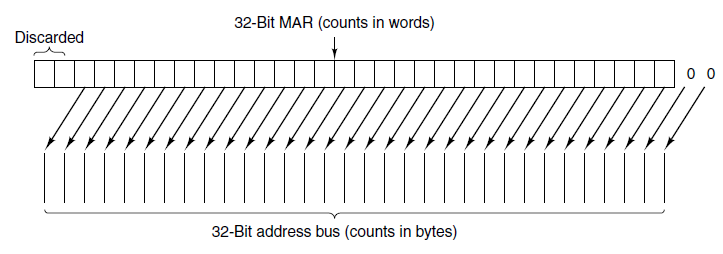 32-Bit MAR (counts in words)
Discarded
0 0
32-Bit address bus (counts in bytes)